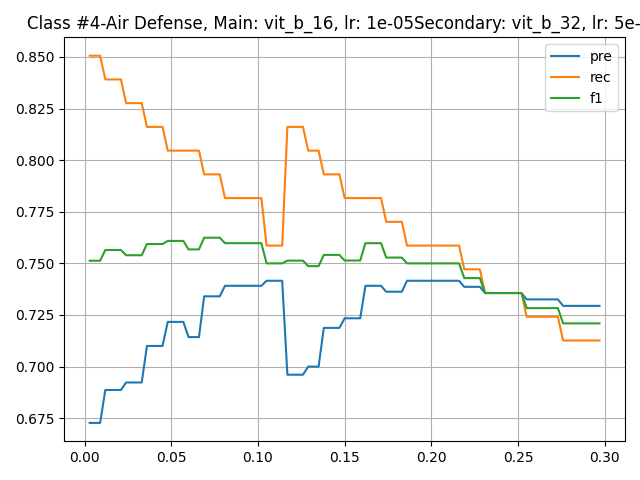 Class #4-Air Defense, Main: vit_b_16, lr: 1e-05Secondary: vit_b_32, lr: 5e-
pre
rec
f1
0.850
0.825
0.800
0.775
0.750
0.725
0.700
0.675
0.00 0.05 0.10 0.15 0.20 0.25 0.30